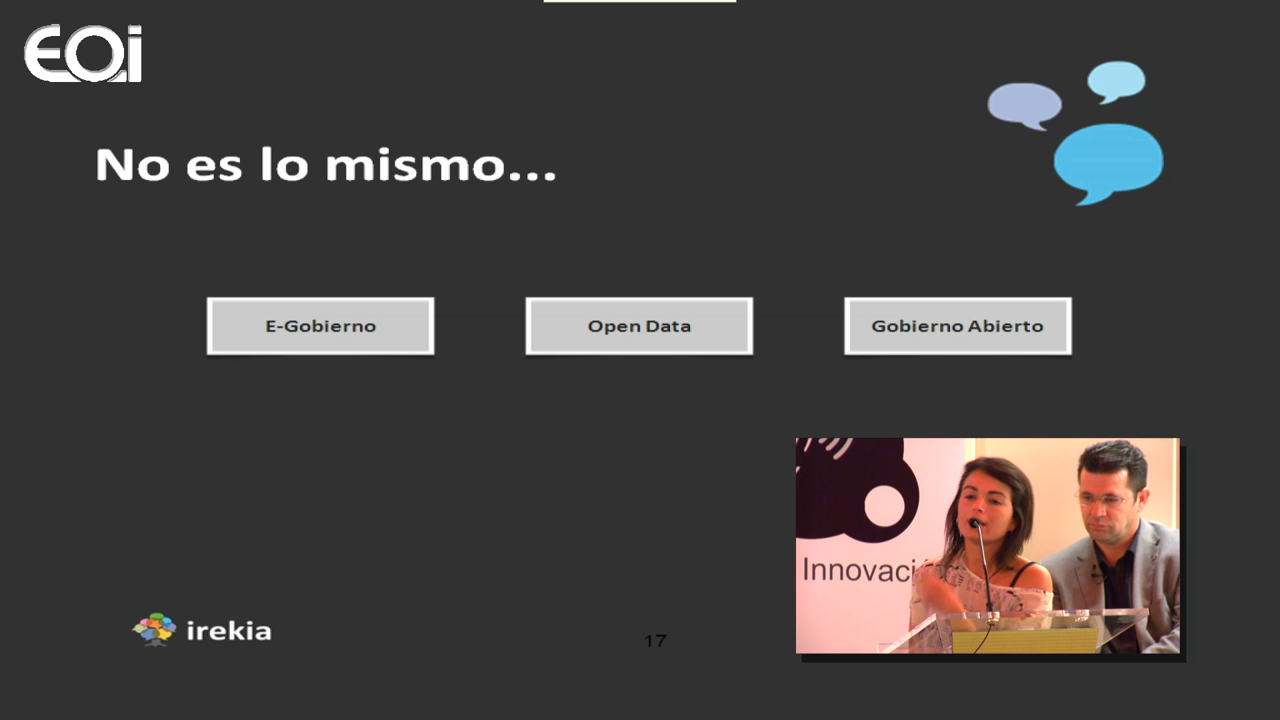 EOi
No es lo mismo...
E-Gobierno
Open Data
Gobierno Abierto
Innovaci
irekia
17